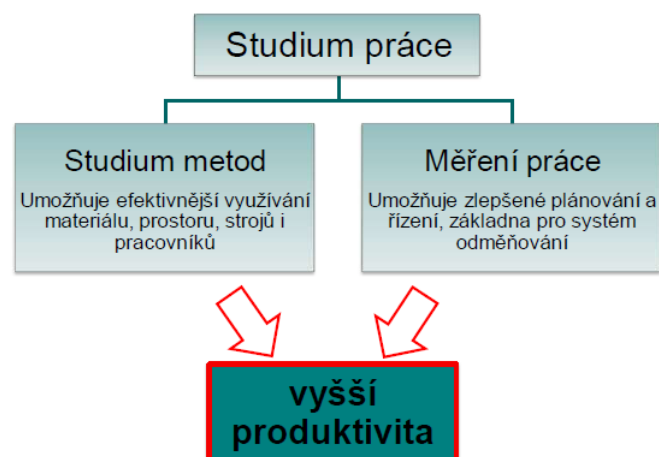 Studium práce
Studium metod
Umožňuje efektivnější využívání
materiálu, prostoru, strojů i
pracovníků
Měření práce
Umožňuje zlepšené plánování a
řízení, základna pro systém
odměňování
vyšší
produktivita